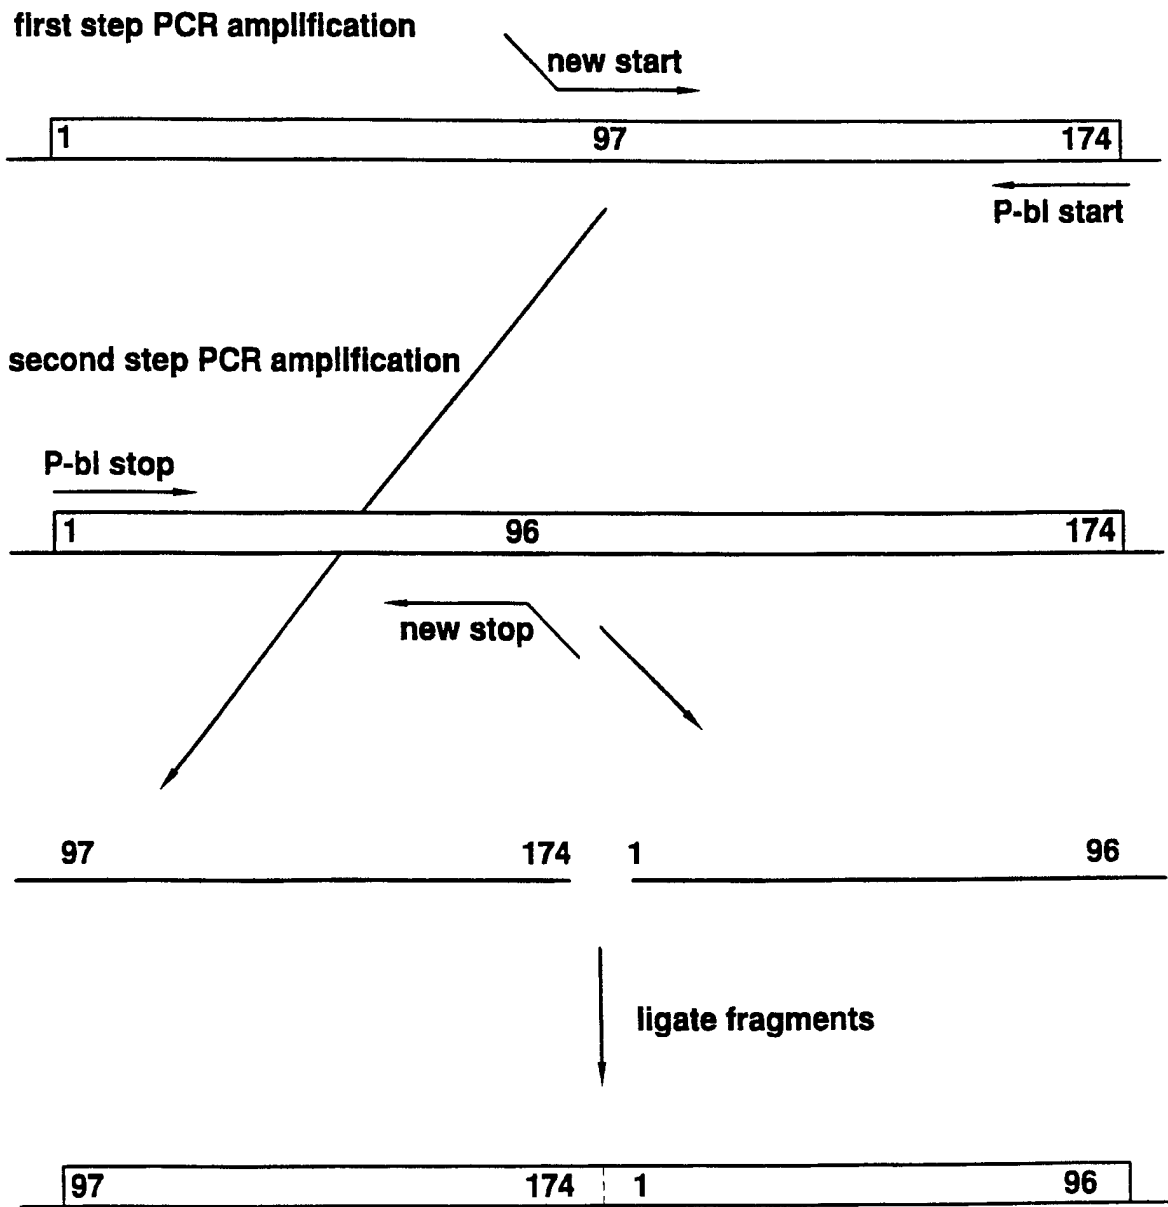 first step PCR amplification
new start
1 97 174
P-bl start
second step PCR amplification
P-bl stop
1 96 174
new stop
97 174 1 96
ligate fragments
97 174 1 96